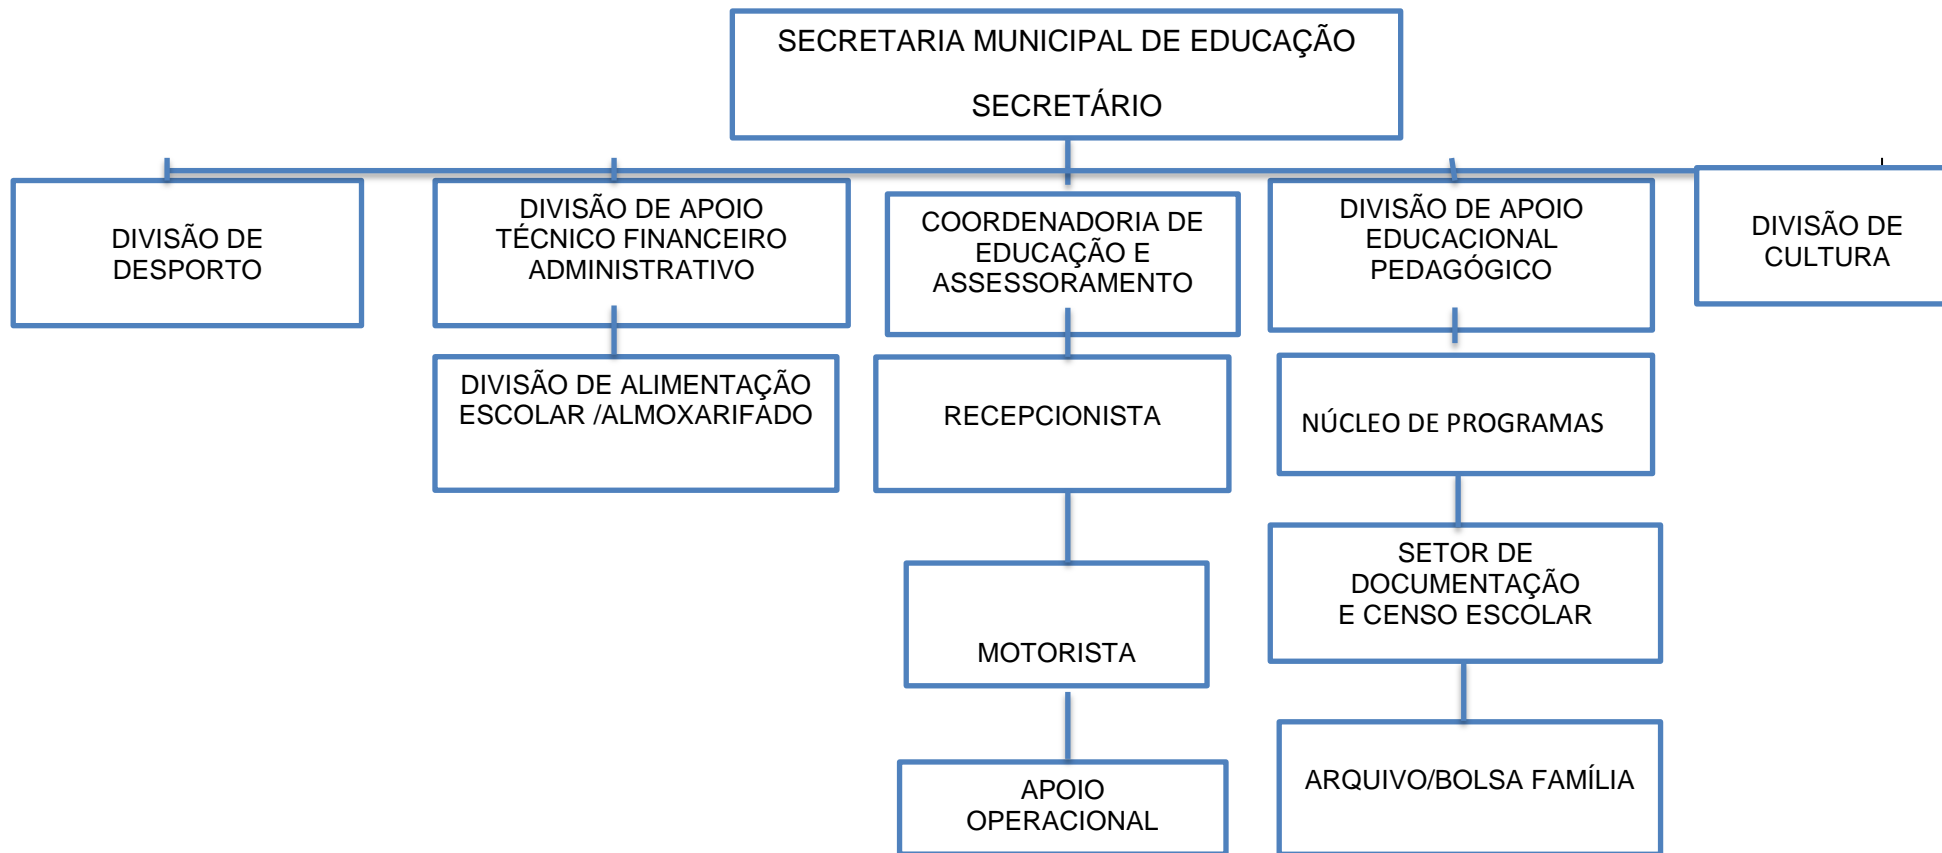 SECRETARIA MUNICIPAL DE EDUCAÇÃO
SECRETÁRIO
DIVISÃO DE
DESPORTO
DIVISÃO DE APOIO
TÉCNICO FINANCEIRO
ADMINISTRATIVO
COORDENADORIA DE
EDUCAÇÃO E
ASSESSORAMENTO
DIVISÃO DE APOIO
EDUCACIONAL
PEDAGÓGICO
DIVISÃO DE
CULTURA
DIVISÃO DE ALIMENTAÇÃO
ESCOLAR /ALMOXARIFADO
RECEPCIONISTA
NÚCLEO DE PROGRAMAS
MOTORISTA
SETOR DE
DOCUMENTAÇÃO
E CENSO ESCOLAR
APOIO
OPERACIONAL
ARQUIVO/BOLSA FAMÍLIA